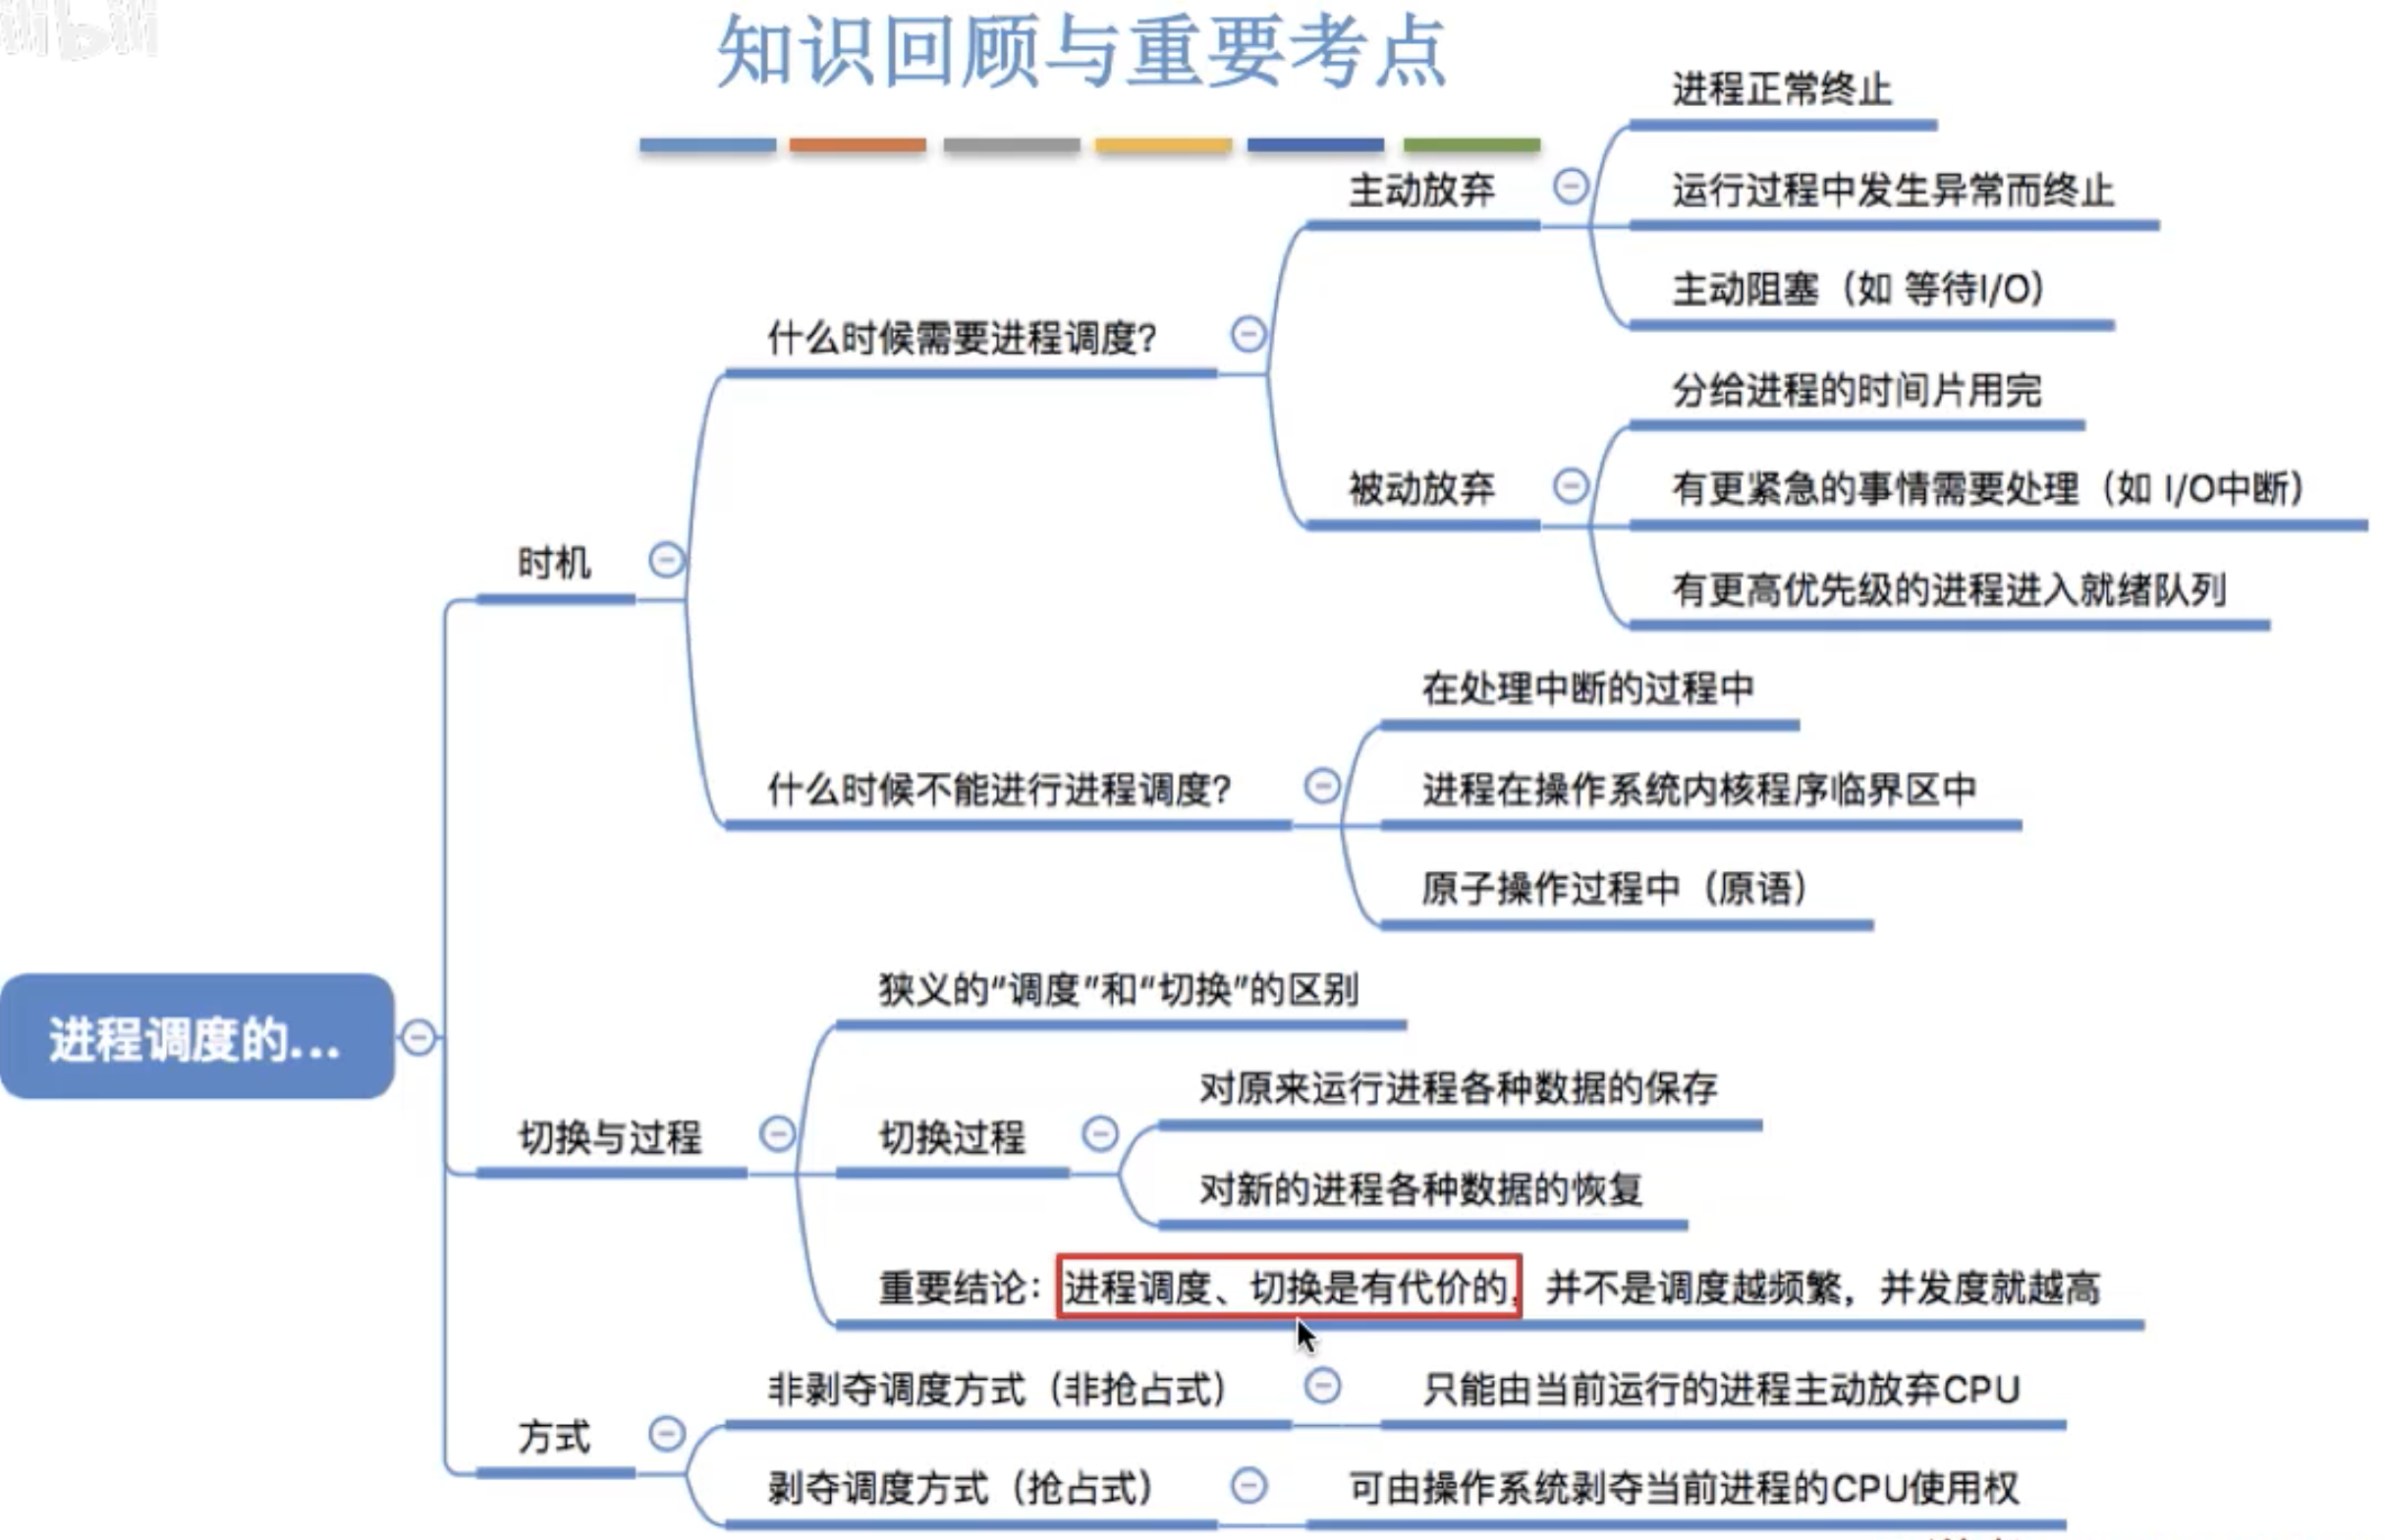 知识回顾与重要考点
进程正常终止
主动放弃
运行过程中发生异常而终止
主动阻塞（如 等待I/O）
什么时候需要进程调度？
分给进程的时间片用完
被动放弃
有更紧急的事情需要处理（如 I/O中断）
有更高优先级的进程进入就绪队列
时机
在处理中断的过程中
什么时候不能进行进程调度？
进程在操作系统内核程序临界区中
原子操作过程中（原语）
进程调度的...
狭义的“调度”和“切换”的区别
切换与过程
切换过程
对原来运行进程各种数据的保存
对新的进程各种数据的恢复
重要结论：进程调度、切换是有代价的，并不是调度越频繁，并发度就越高
方式
非剥夺调度方式（非抢占式）
只能由当前运行的进程主动放弃CPU
剥夺调度方式（抢占式）
可由操作系统剥夺当前进程的CPU使用权